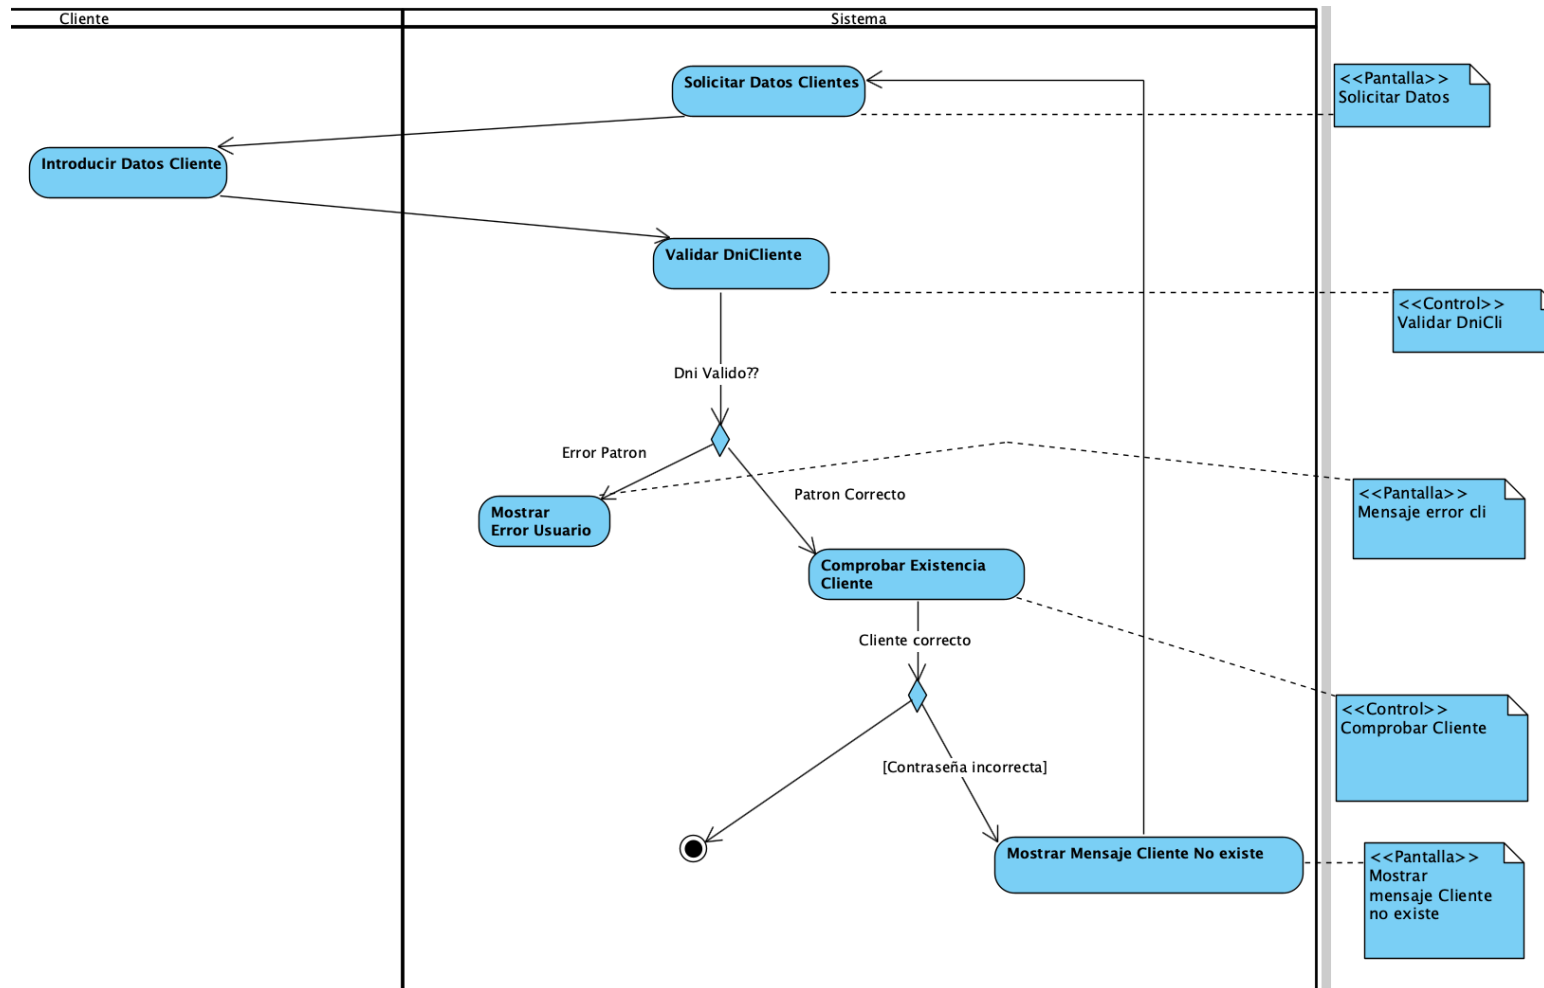 Cliente
Sistema
Solicitar Datos Clientes
<<Pantalla>>
Solicitar Datos
Introducir Datos Cliente
Validar DniCliente
<<Control>>
Validar DniCli
Dni Valido??
Error Patron
Patron Correcto
Mostrar
Error Usuario
<<Pantalla>>
Mensaje error cli
Comprobar Existencia
Cliente
Cliente correcto
<<Control>>
Comprobar Cliente
[Contraseña incorrecta]
Mostrar Mensaje Cliente No existe
<<Pantalla>>
Mostrar
mensaje Cliente
no existe